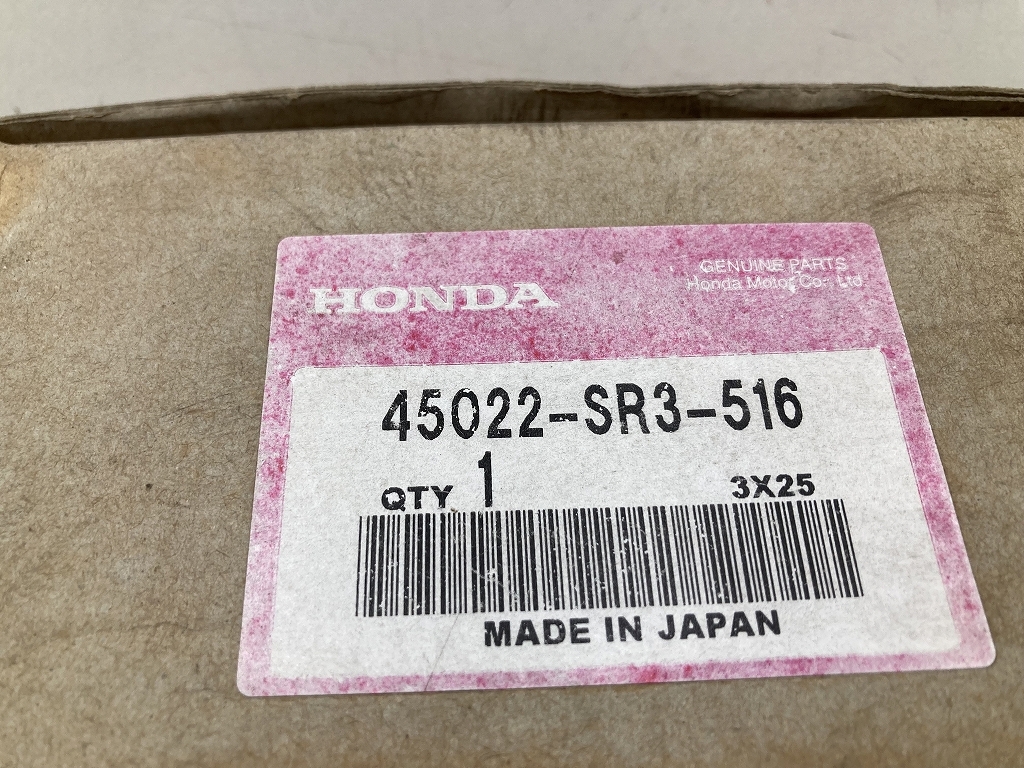 HONDA
GENUINE PARTS
Honda Motor Co., Ltd
45022-SR3-516
QTY 1
3X25
MADE IN JAPAN